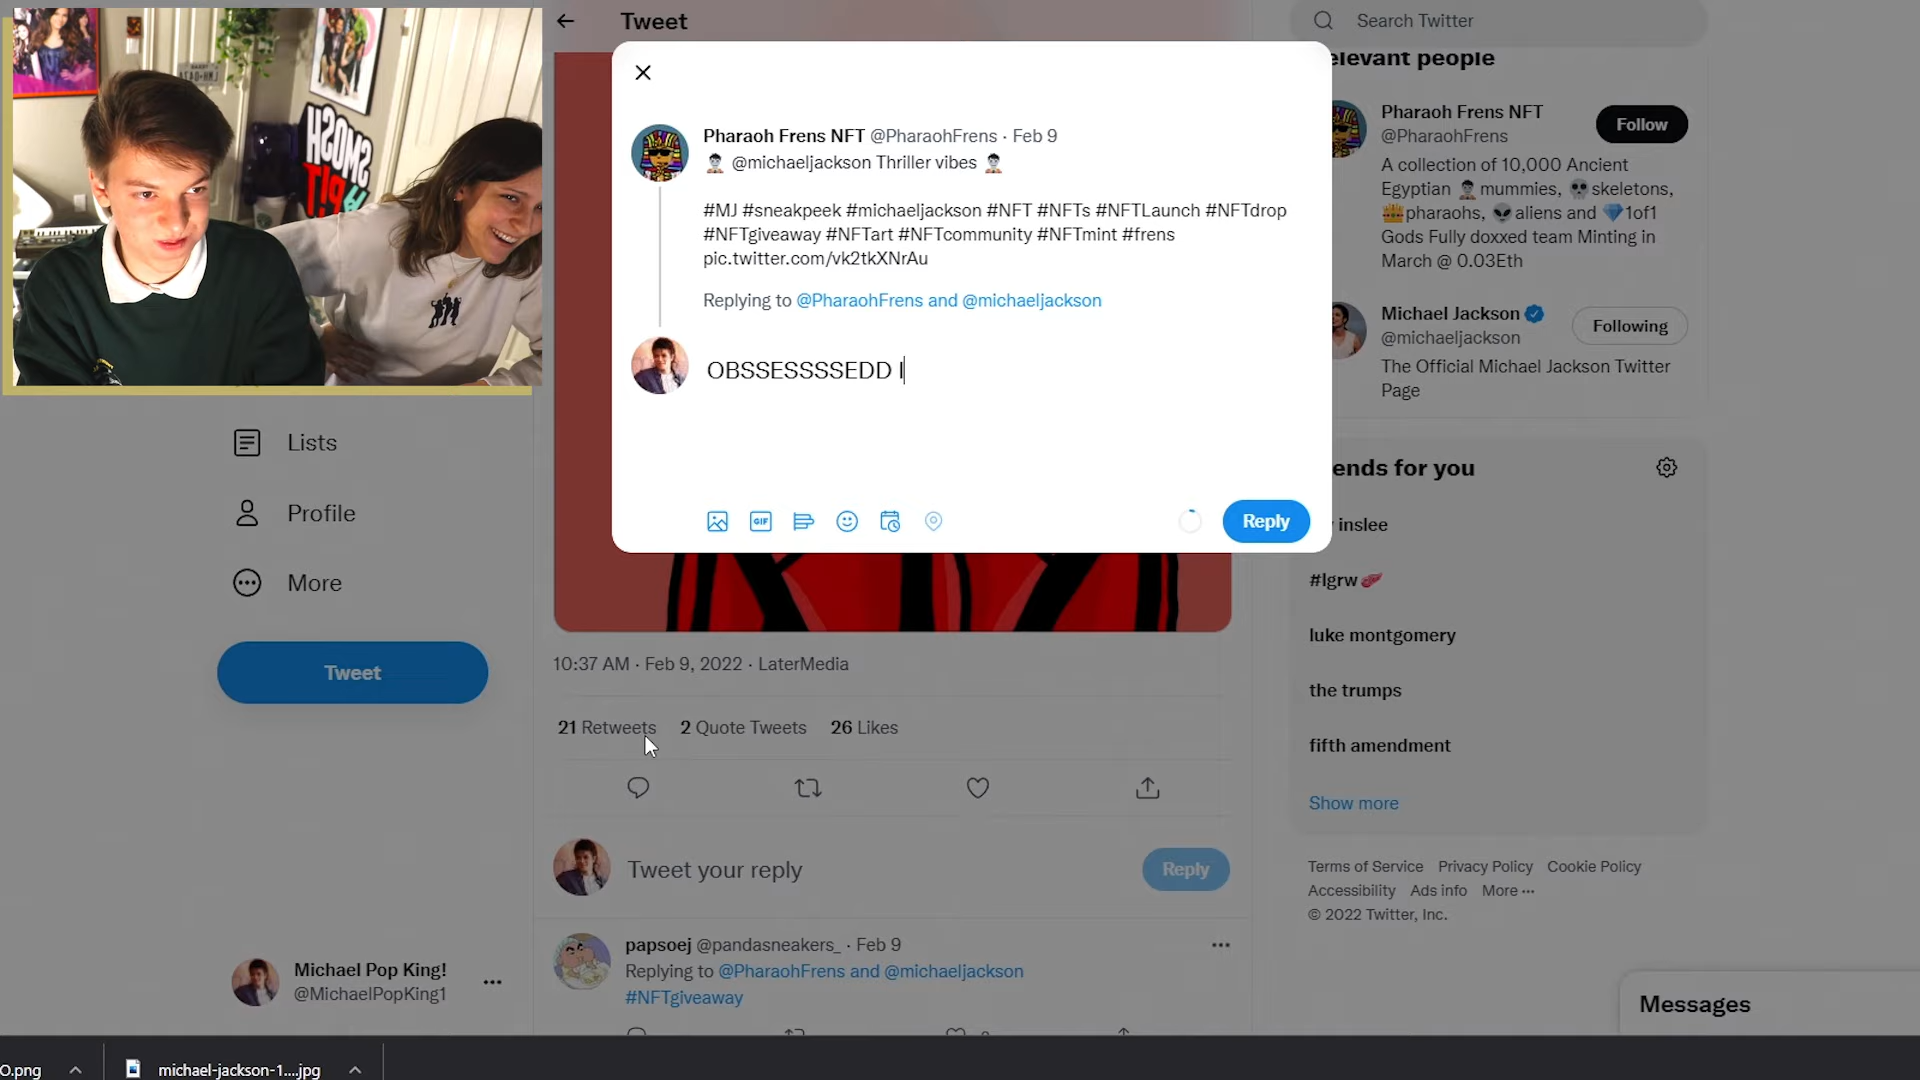 SMOSH
PIT
Tweet
Search Twitter
elevant people
Pharaoh Frens NFT
@PharaohFrens
Follow
A collection of 10,000 Ancient
Egyptian 🧟‍♂️mummies, 💀skeletons,
👑pharaohs, 👽aliens and 💎1of1
Gods Fully doxxed team Minting in
March @ 0.03Eth
Michael Jackson
@michaeljackson
Following
The Official Michael Jackson Twitter
Page
Pharaoh Frens NFT @PharaohFrens · Feb 9
🧟‍♂️ @michaeljackson Thriller vibes 🧟‍♂️
#MJ #sneakpeek #michaeljackson #NFT #NFTs #NFTLaunch #NFTdrop
#NFTgiveaway #NFTart #NFTcommunity #NFTmint #frens
pic.twitter.com/vk2tkXNrAu
Replying to @PharaohFrens and @michaeljackson
OBSSESSSSEDD I
GIF
Reply
Lists
Profile
More
Tweet
10:37 AM · Feb 9, 2022 · LaterMedia
21 Retweets 2 Quote Tweets 26 Likes
Tweet your reply
Reply
papsoej @pandasneakers_ · Feb 9
Replying to @PharaohFrens and @michaeljackson
#NFTgiveaway
ends for you
inslee
#lgrw
luke montgomery
the trumps
fifth amendment
Show more
Terms of Service Privacy Policy Cookie Policy
Accessibility Ads info More ···
© 2022 Twitter, Inc.
Michael Pop King!
@MichaelPopKing1
Messages
O.png
michael-jackson-1....jpg